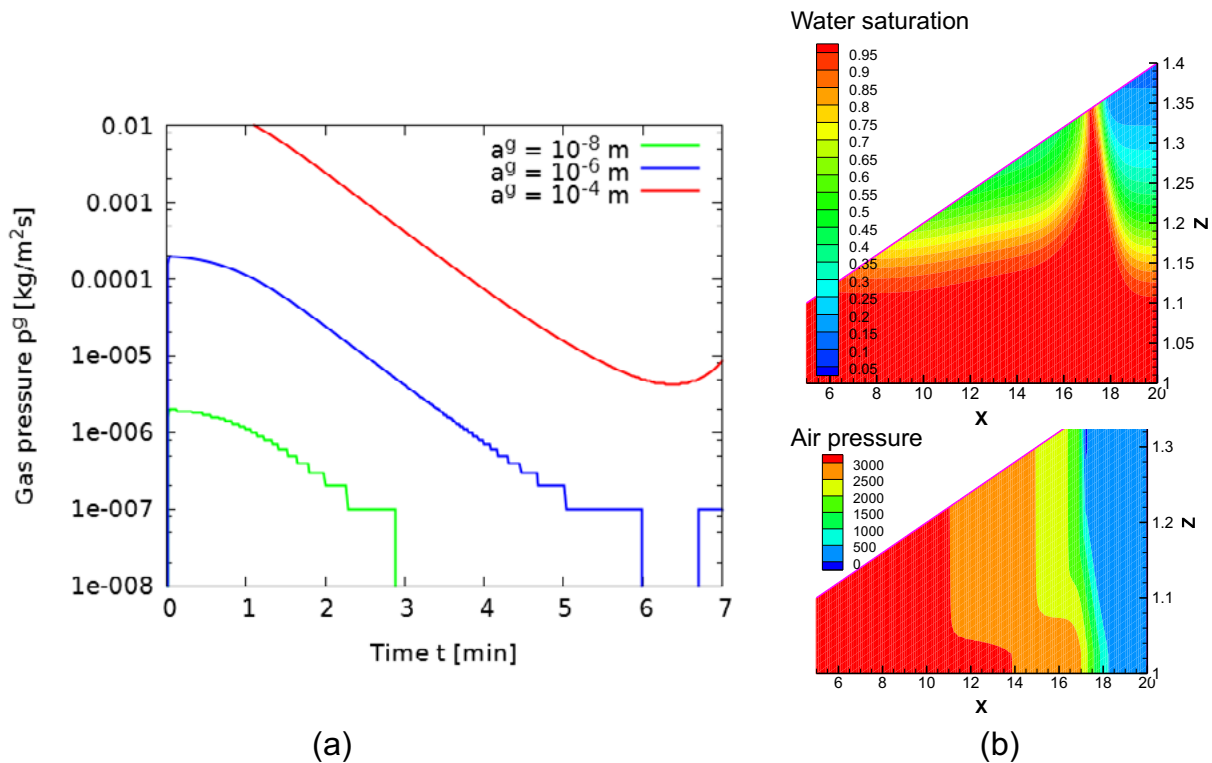 Water saturation
0.95
0.9
0.85
0.8
0.75
0.7
0.65
0.6
0.55
0.5
0.45
0.4
0.35
0.3
0.25
0.2
0.15
0.1
0.05
1.4
1.35
1.3
1.25
1.2
1.15
1.1
1.05
1
Z
6 8 10 12 14 16 18 20
X
0.01
0.001
0.0001
1e-005
1e-006
1e-007
1e-008
Gas pressure pᵍ [kg/m²s]
aᵍ = 10⁻⁸ m
aᵍ = 10⁻⁶ m
aᵍ = 10⁻⁴ m
0 1 2 3 4 5 6 7
Time t [min]
Air pressure
3000
2500
2000
1500
1000
500
0
1.3
1.2
1.1
1
Z
6 8 10 12 14 16 18 20
X
(a)
(b)